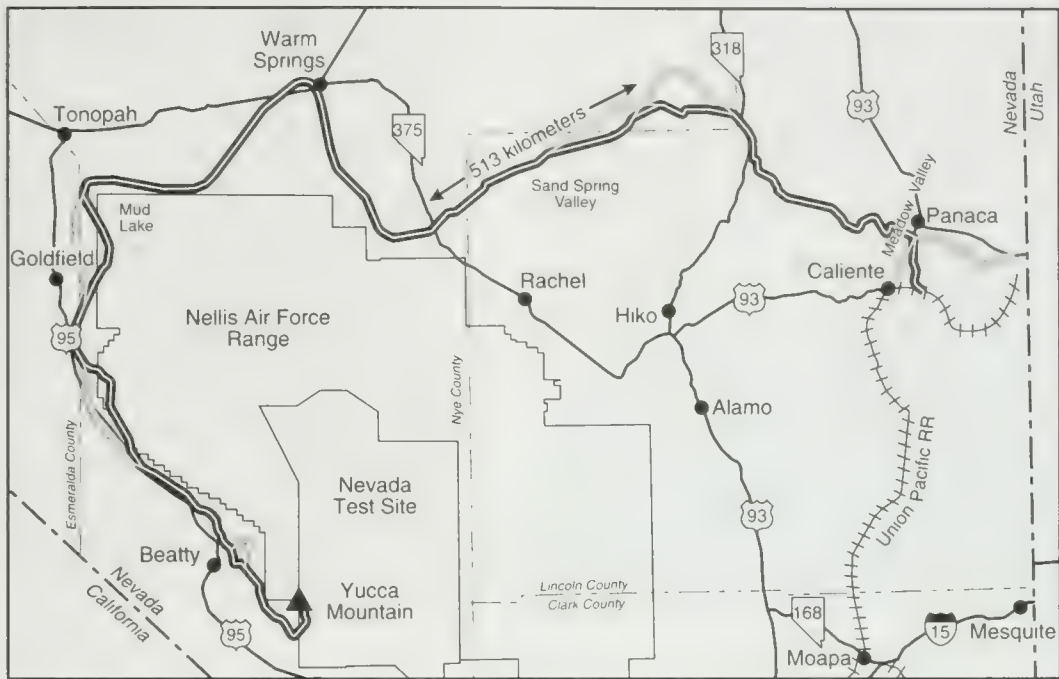 Warm
Springs
Tonopah
318
93
Nevada
Utah
375
513 kilometers
Sand Spring
Valley
Mud
Lake
Meadow Valley
Panaca
Goldfield
Caliente
Rachel
Hiko
93
95
Nellis Air Force
Range
Nye County
Alamo
Esmeralda County
Nevada
Test Site
Union Pacific RR
93
Beatty
Yucca
Mountain
Nevada
California
Lincoln County
Clark County
95
168
15
Mesquite
Moapa